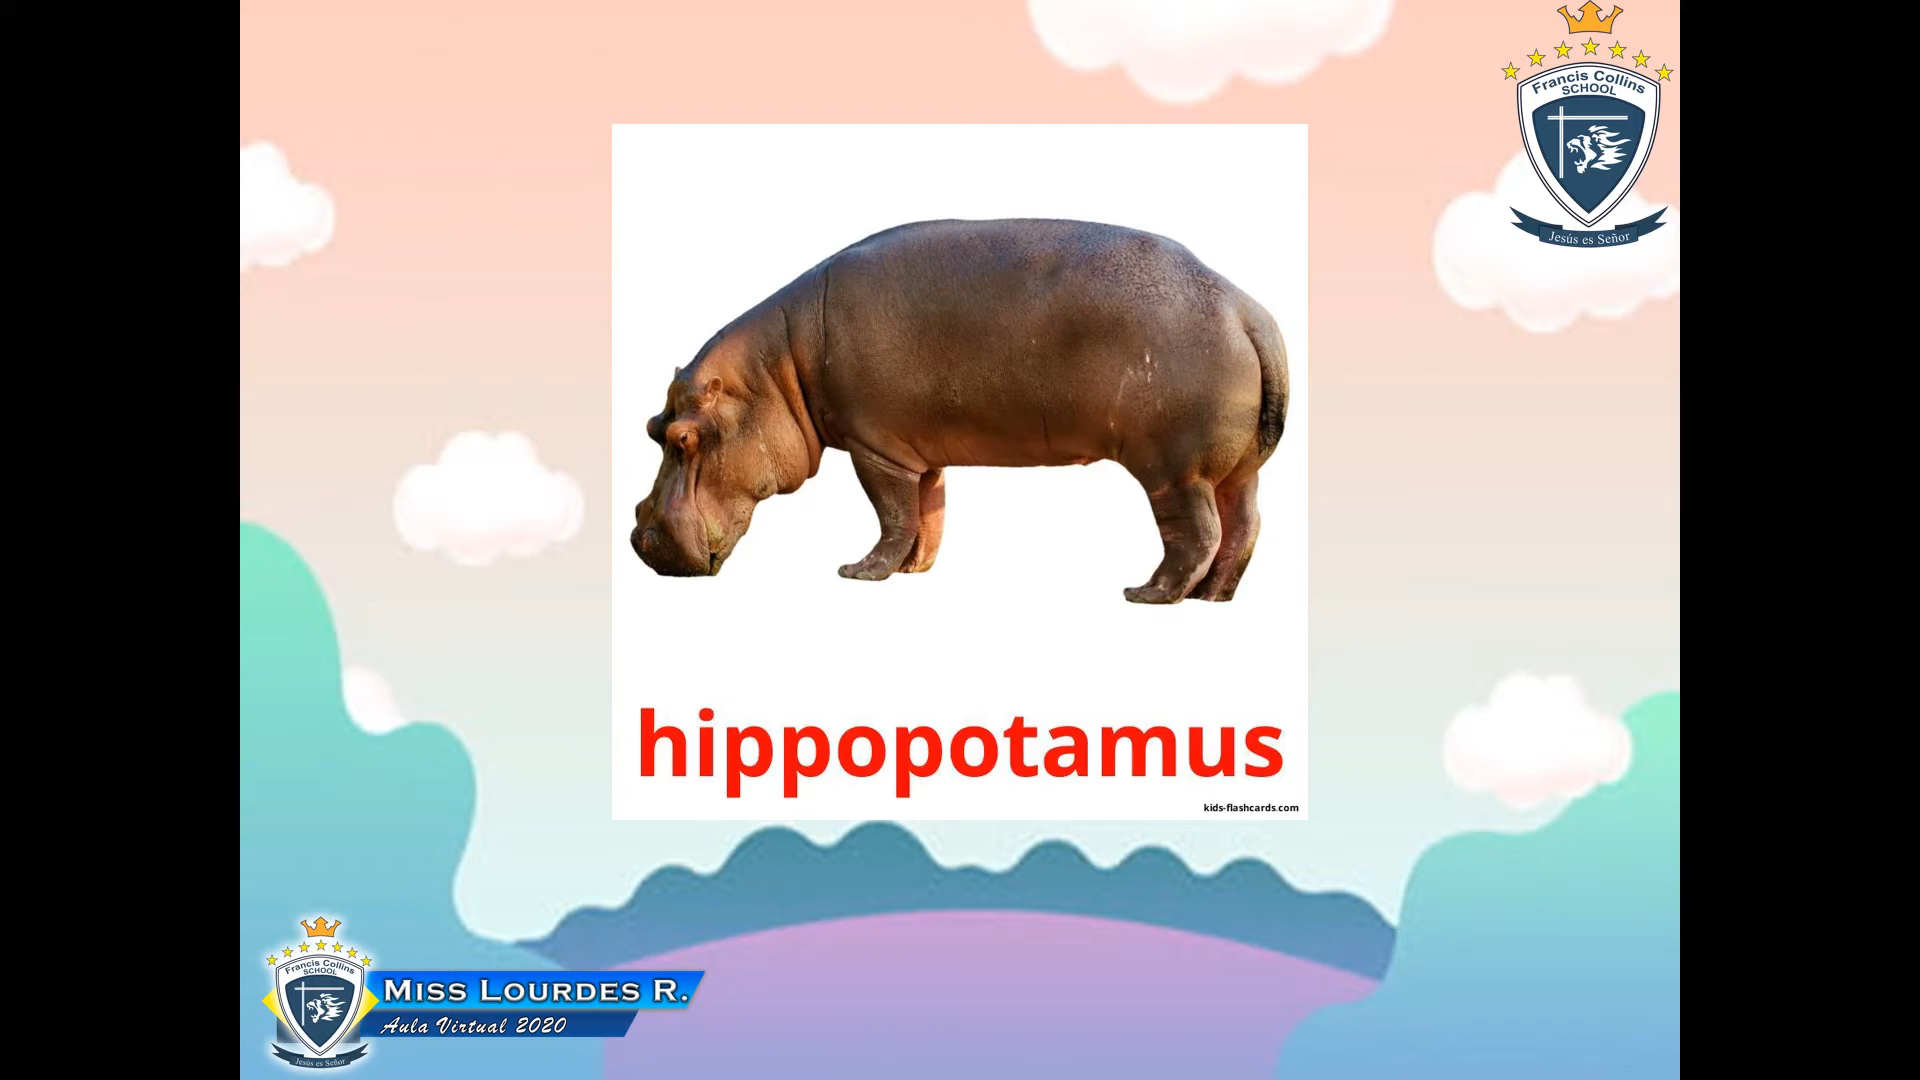 Francis Collins
SCHOOL
Jesús es Señor
hippopotamus
kids-flashcards.com
Francis Collins
SCHOOL
Jesús es Señor
MISS LOURDES R.
Aula Virtual 2020